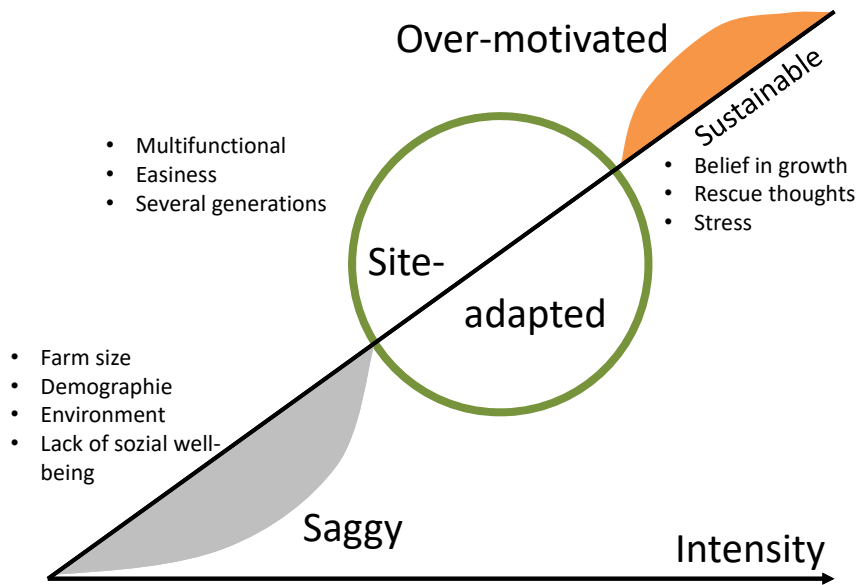 Over-motivated
Sustainable
• Multifunctional
• Easiness
• Several generations
• Belief in growth
• Rescue thoughts
• Stress
Site-
adapted
• Farm size
• Demographie
• Environment
• Lack of sozial well-
being
Saggy
Intensity